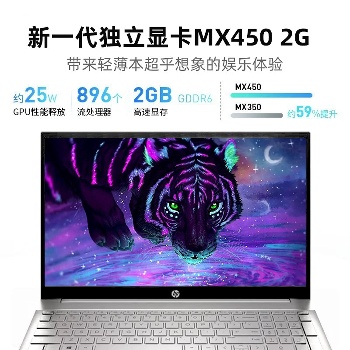 新一代独立显卡MX450 2G
带来轻薄本超乎想象的娱乐体验
约25W
GPU性能释放
896个
流处理器
2GB GDDR6
高速显存
MX450
MX350
约59%提升
hp